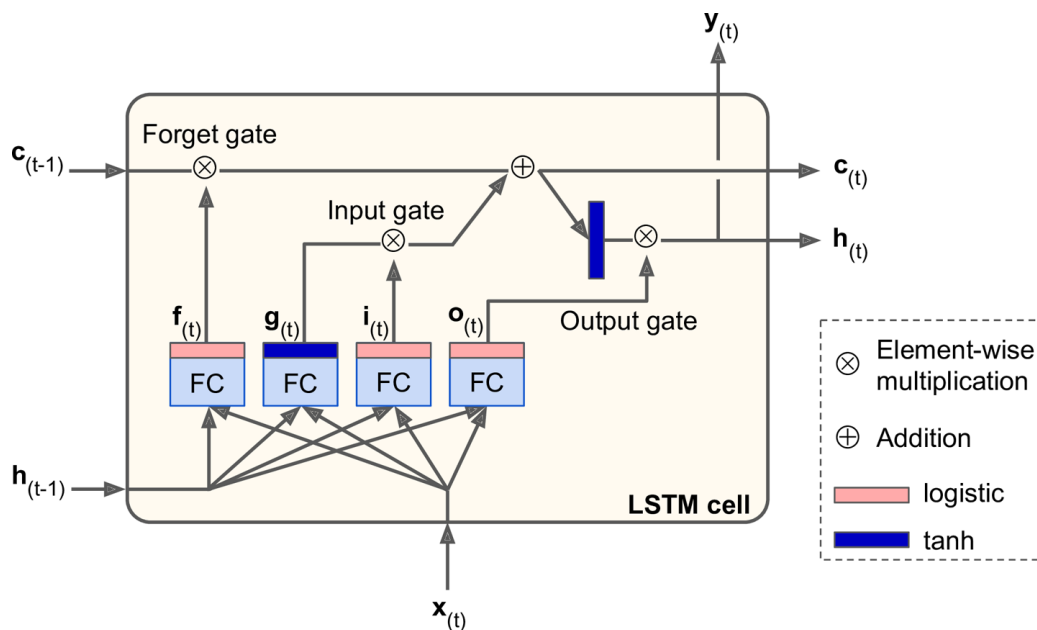 y(t)
Forget gate
c(t-1)
c(t)
Input gate
h(t)
f(t) g(t) i(t) o(t)
Output gate
FC FC FC FC
h(t-1)
LSTM cell
x(t)
⊗ Element-wise
multiplication
⊕ Addition
logistic
tanh